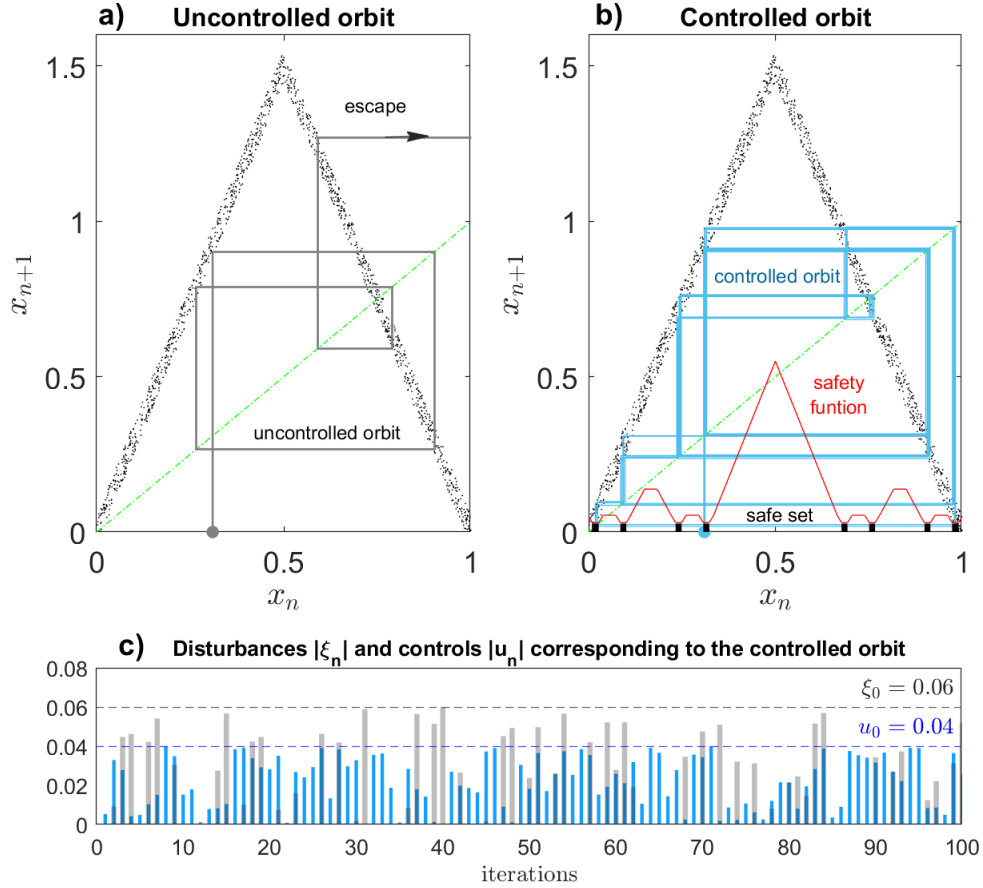 a) Uncontrolled orbit
1.5
1
0.5
0
0 0.5 1
x_{n+1}
x_n
escape
uncontrolled orbit
b) Controlled orbit
1.5
1
0.5
0
0 0.5 1
x_{n+1}
x_n
controlled orbit
safety
funtion
safe set
c) Disturbances |ξ_n| and controls |u_n| corresponding to the controlled orbit
0.08
0.06
0.04
0.02
0
ξ_0 = 0.06
u_0 = 0.04
0 10 20 30 40 50 60 70 80 90 100
iterations